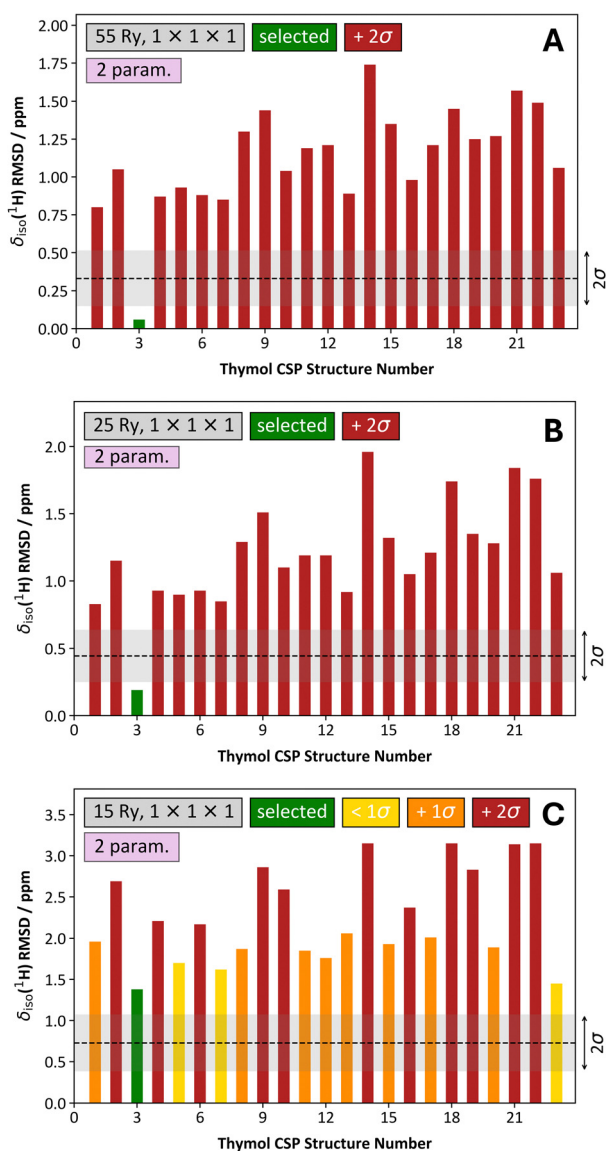 55 Ry, 1 × 1 × 1 selected + 2σ A
2 param.
2.00
1.75
1.50
1.25
1.00
0.75
0.50
0.25
0.00
δiso(¹H) RMSD / ppm
2σ
0 3 6 9 12 15 18 21
Thymol CSP Structure Number
25 Ry, 1 × 1 × 1 selected + 2σ B
2 param.
2.0
1.5
1.0
0.5
0.0
δiso(¹H) RMSD / ppm
2σ
0 3 6 9 12 15 18 21
Thymol CSP Structure Number
15 Ry, 1 × 1 × 1 selected < 1σ + 1σ + 2σ C
2 param.
3.5
3.0
2.5
2.0
1.5
1.0
0.5
0.0
δiso(¹H) RMSD / ppm
2σ
0 3 6 9 12 15 18 21
Thymol CSP Structure Number